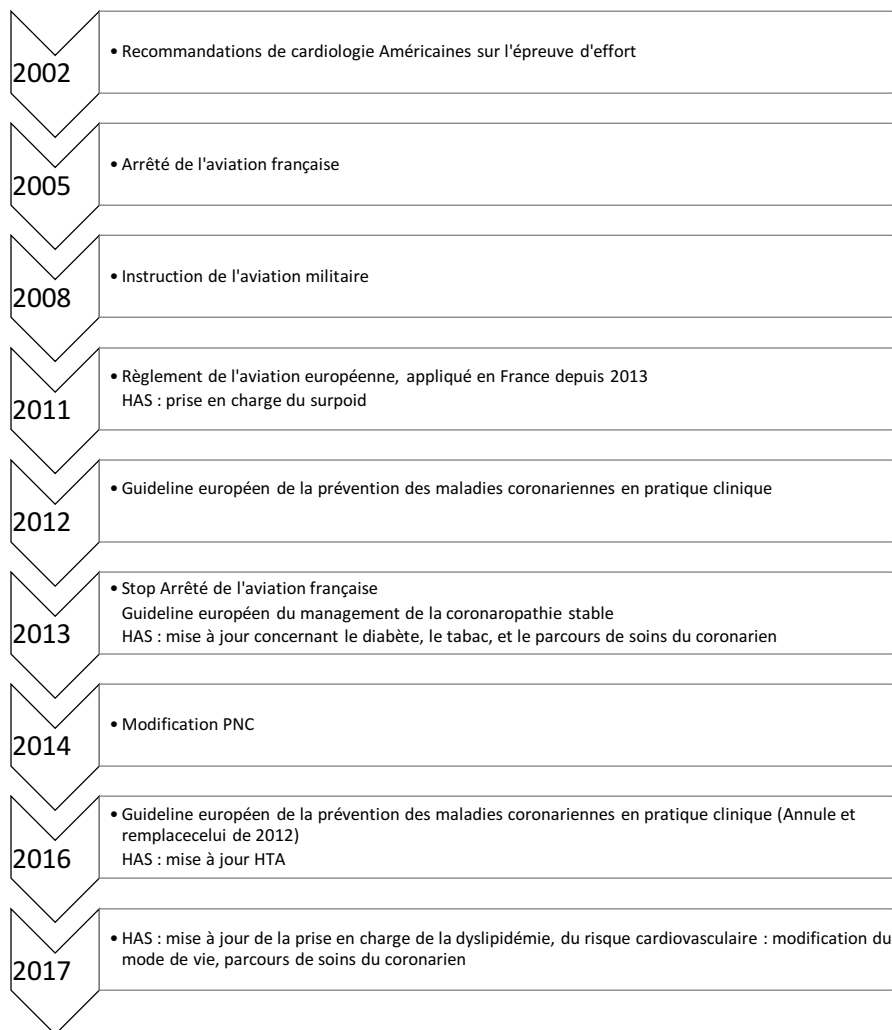 2002
• Recommandations de cardiologie Américaines sur l'épreuve d'effort
2005
• Arrêté de l'aviation française
2008
• Instruction de l'aviation militaire
2011
• Règlement de l'aviation européenne, appliqué en France depuis 2013
HAS : prise en charge du surpoid
2012
• Guideline européen de la prévention des maladies coronariennes en pratique clinique
2013
• Stop Arrêté de l'aviation française
Guideline européen du management de la coronaropathie stable
HAS : mise à jour concernant le diabète, le tabac, et le parcours de soins du coronarien
2014
• Modification PNC
2016
• Guideline européen de la prévention des maladies coronariennes en pratique clinique (Annule et
remplacecelui de 2012)
HAS : mise à jour HTA
2017
• HAS : mise à jour de la prise en charge de la dyslipidémie, du risque cardiovasculaire : modification du
mode de vie, parcours de soins du coronarien